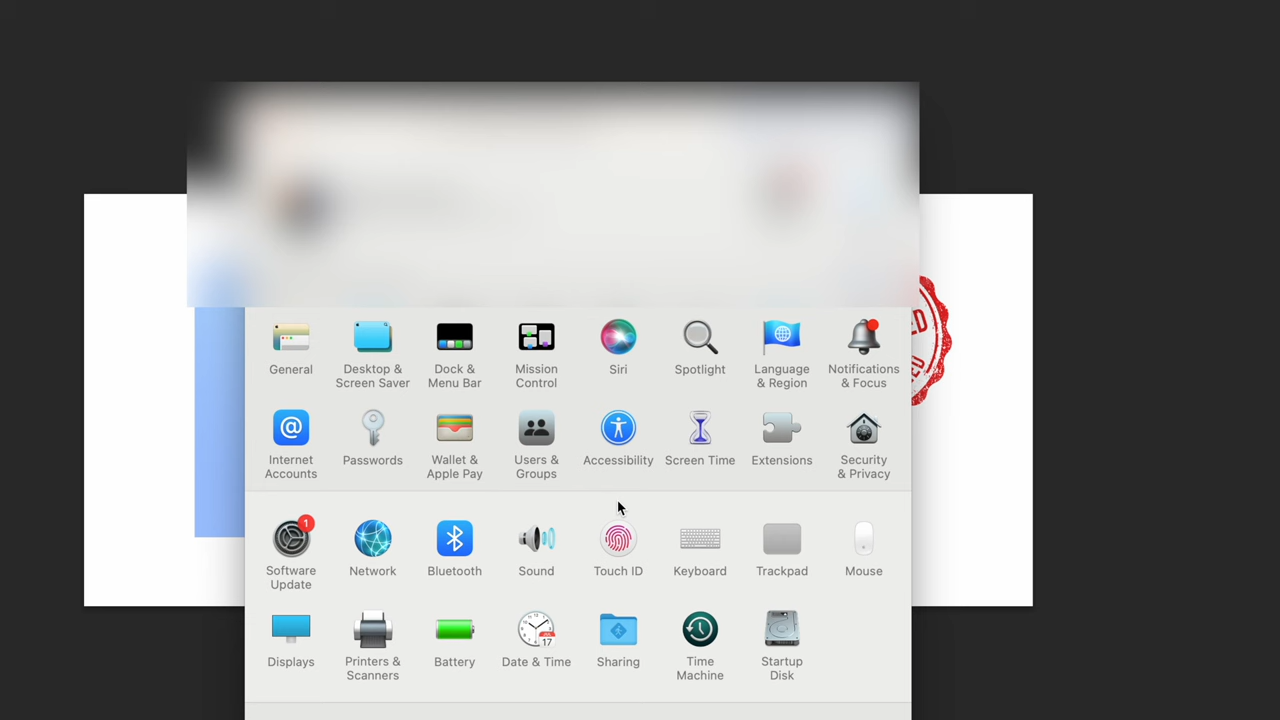 General
Desktop &
Screen Saver
Dock &
Menu Bar
Mission
Control
Siri
Spotlight
Language
& Region
Notifications
& Focus
Internet
Accounts
Passwords
Wallet &
Apple Pay
Users &
Groups
Accessibility
Screen Time
Extensions
Security
& Privacy
1
Software
Update
Network
Bluetooth
Sound
Touch ID
Keyboard
Trackpad
Mouse
Displays
Printers &
Scanners
Battery
17
Date & Time
Sharing
Time
Machine
Startup
Disk